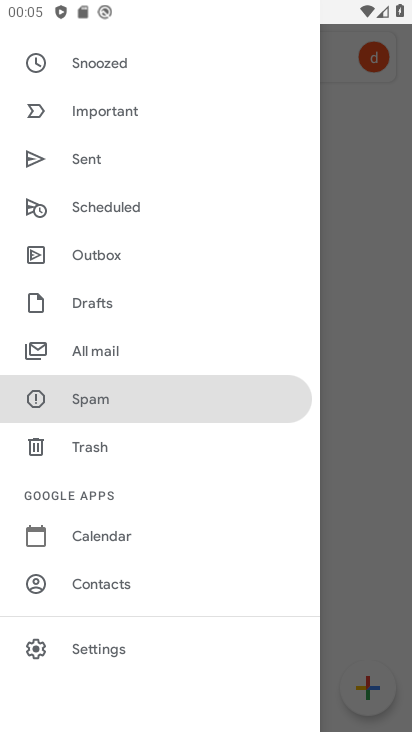 00:05
Snoozed
d
Important
Sent
Scheduled
Outbox
Drafts
All mail
Spam
Trash
GOOGLE APPS
Calendar
Contacts
Settings